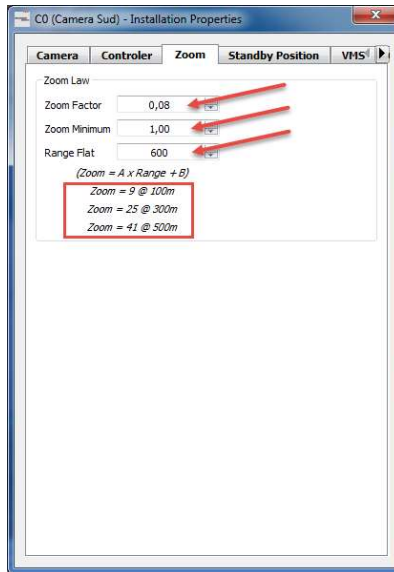 C0 (Camera Sud) - Installation Properties
Camera Controler Zoom Standby Position VMS
Zoom Law
Zoom Factor 0,08
Zoom Minimum 1,00
Range Flat 600
(Zoom = A x Range + B)
Zoom = 9 @ 100m
Zoom = 25 @ 300m
Zoom = 41 @ 500m